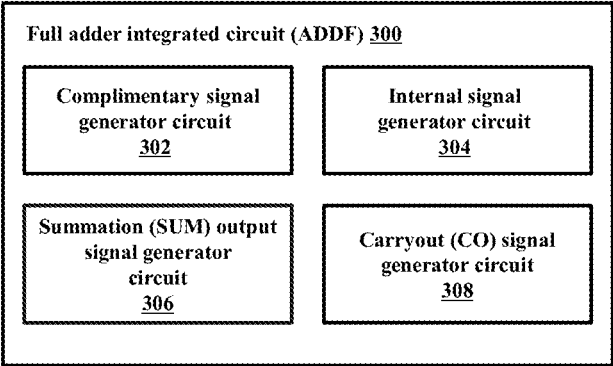 Full adder integrated circuit (ADDF) 300
Complimentary signal
generator circuit
302
Internal signal
generator circuit
304
Summation (SUM) output
signal generator
circuit
306
Carryout (CO) signal
generator circuit
308